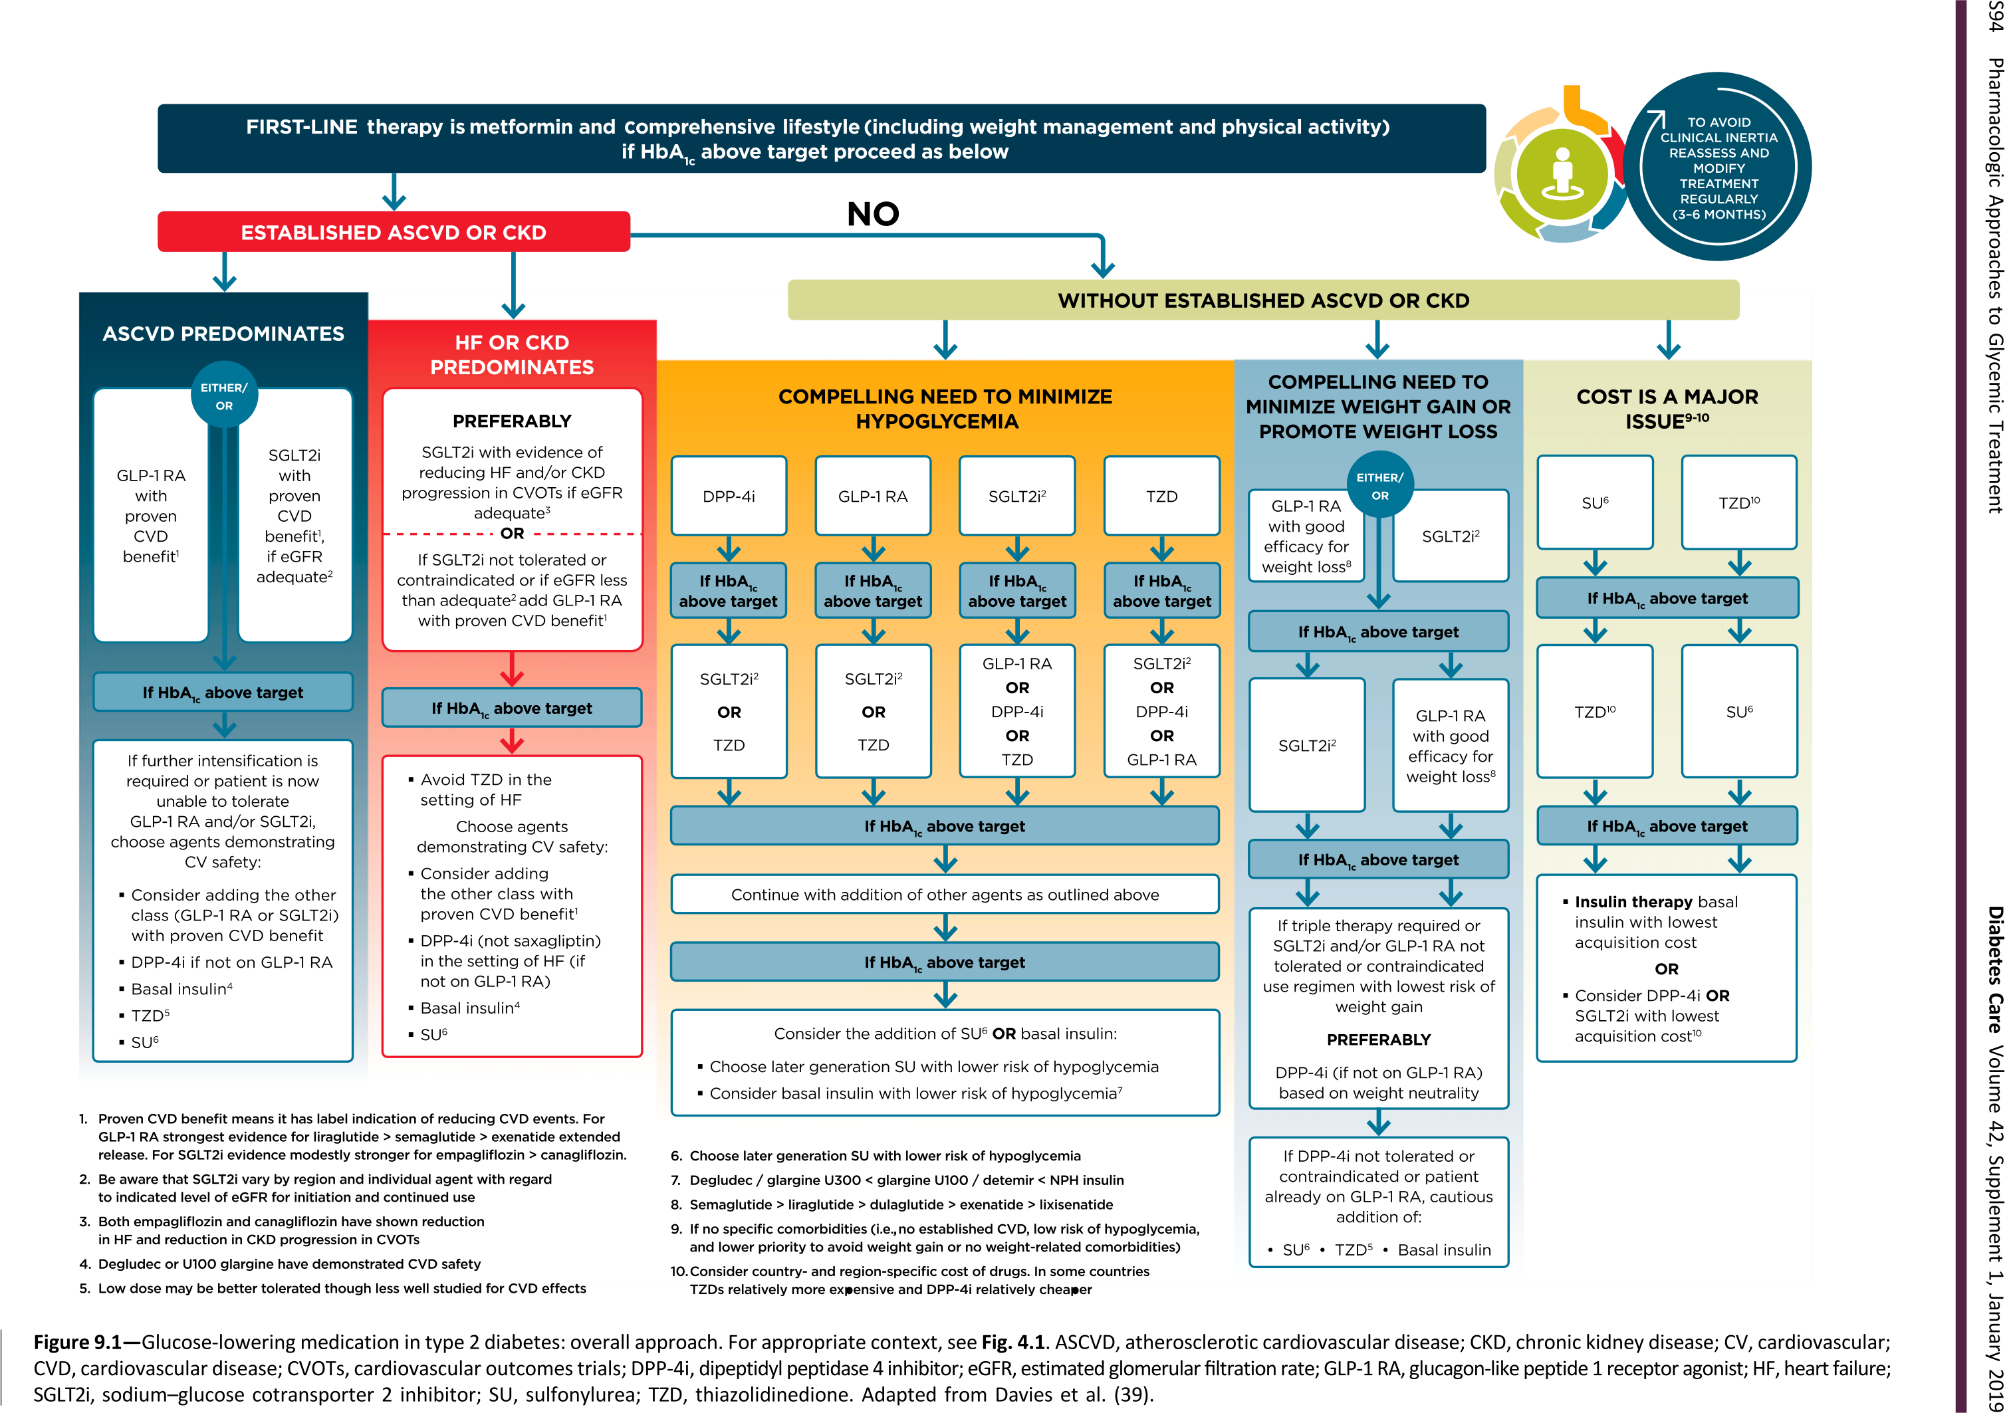 S94 Pharmacologic Approaches to Glycemic Treatment
Diabetes Care Volume 42, Supplement 1, January 2019
FIRST-LINE therapy is metformin and comprehensive lifestyle (including weight management and physical activity)
if HbA1c above target proceed as below
TO AVOID
CLINICAL INERTIA
REASSESS AND
MODIFY
TREATMENT
REGULARLY
(3-6 MONTHS)
ESTABLISHED ASCVD OR CKD
NO
WITHOUT ESTABLISHED ASCVD OR CKD
ASCVD PREDOMINATES
EITHER/
OR
GLP-1 RA
with
proven
CVD
benefit¹
SGLT2i
with
proven
CVD
benefit¹,
if eGFR
adequate²
If HbA1c above target
If further intensification is
required or patient is now
unable to tolerate
GLP-1 RA and/or SGLT2i,
choose agents demonstrating
CV safety:
▪ Consider adding the other
class (GLP-1 RA or SGLT2i)
with proven CVD benefit
▪ DPP-4i if not on GLP-1 RA
▪ Basal insulin⁴
▪ TZD⁵
▪ SU⁶
HF OR CKD
PREDOMINATES
PREFERABLY
SGLT2i with evidence of
reducing HF and/or CKD
progression in CVOTs if eGFR
adequate³
OR
If SGLT2i not tolerated or
contraindicated or if eGFR less
than adequate² add GLP-1 RA
with proven CVD benefit¹
If HbA1c above target
▪ Avoid TZD in the
setting of HF
Choose agents
demonstrating CV safety:
▪ Consider adding
the other class with
proven CVD benefit¹
▪ DPP-4i (not saxagliptin)
in the setting of HF (if
not on GLP-1 RA)
▪ Basal insulin⁴
▪ SU⁶
COMPELLING NEED TO MINIMIZE
HYPOGLYCEMIA
DPP-4i
GLP-1 RA
SGLT2i²
TZD
If HbA1c
above target
If HbA1c
above target
If HbA1c
above target
If HbA1c
above target
SGLT2i²
OR
TZD
SGLT2i²
OR
TZD
GLP-1 RA
OR
DPP-4i
OR
TZD
SGLT2i²
OR
DPP-4i
OR
GLP-1 RA
If HbA1c above target
Continue with addition of other agents as outlined above
If HbA1c above target
Consider the addition of SU⁶ OR basal insulin:
▪ Choose later generation SU with lower risk of hypoglycemia
▪ Consider basal insulin with lower risk of hypoglycemia⁷
COMPELLING NEED TO
MINIMIZE WEIGHT GAIN OR
PROMOTE WEIGHT LOSS
EITHER/
OR
GLP-1 RA
with good
efficacy for
weight loss⁸
SGLT2i²
If HbA1c above target
SGLT2i²
GLP-1 RA
with good
efficacy for
weight loss⁸
If HbA1c above target
If triple therapy required or
SGLT2i and/or GLP-1 RA not
tolerated or contraindicated
use regimen with lowest risk of
weight gain
PREFERABLY
DPP-4i (if not on GLP-1 RA)
based on weight neutrality
If DPP-4i not tolerated or
contraindicated or patient
already on GLP-1 RA, cautious
addition of:
• SU⁶ • TZD⁵ • Basal insulin
COST IS A MAJOR
ISSUE⁹⁻¹⁰
SU⁶
TZD¹⁰
If HbA1c above target
TZD¹⁰
SU⁶
If HbA1c above target
▪ Insulin therapy basal
insulin with lowest
acquisition cost
OR
▪ Consider DPP-4i OR
SGLT2i with lowest
acquisition cost¹⁰
1. Proven CVD benefit means it has label indication of reducing CVD events. For
GLP-1 RA strongest evidence for liraglutide > semaglutide > exenatide extended
release. For SGLT2i evidence modestly stronger for empagliflozin > canagliflozin.
2. Be aware that SGLT2i vary by region and individual agent with regard
to indicated level of eGFR for initiation and continued use
3. Both empagliflozin and canagliflozin have shown reduction
in HF and reduction in CKD progression in CVOTs
4. Degludec or U100 glargine have demonstrated CVD safety
5. Low dose may be better tolerated though less well studied for CVD effects
6. Choose later generation SU with lower risk of hypoglycemia
7. Degludec / glargine U300 < glargine U100 / detemir < NPH insulin
8. Semaglutide > liraglutide > dulaglutide > exenatide > lixisenatide
9. If no specific comorbidities (i.e., no established CVD, low risk of hypoglycemia,
and lower priority to avoid weight gain or no weight-related comorbidities)
10. Consider country- and region-specific cost of drugs. In some countries
TZDs relatively more expensive and DPP-4i relatively cheaper
Figure 9.1—Glucose-lowering medication in type 2 diabetes: overall approach. For appropriate context, see Fig. 4.1. ASCVD, atherosclerotic cardiovascular disease; CKD, chronic kidney disease; CV, cardiovascular;
CVD, cardiovascular disease; CVOTs, cardiovascular outcomes trials; DPP-4i, dipeptidyl peptidase 4 inhibitor; eGFR, estimated glomerular filtration rate; GLP-1 RA, glucagon-like peptide 1 receptor agonist; HF, heart failure;
SGLT2i, sodium–glucose cotransporter 2 inhibitor; SU, sulfonylurea; TZD, thiazolidinedione. Adapted from Davies et al. (39).